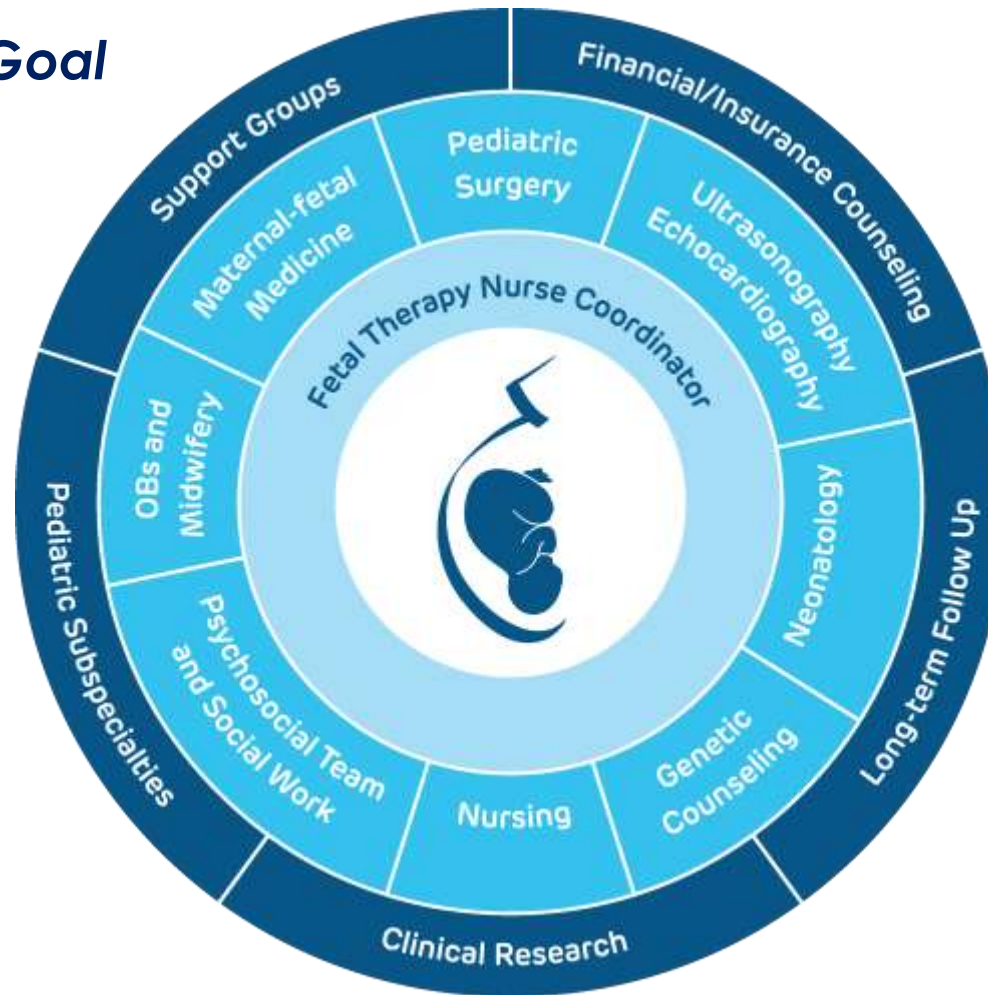 Goal
Support Groups
Financial/Insurance Counseling
Long-term Follow Up
Clinical Research
Pediatric Subspecialties
Pediatric
Surgery
Ultrasonography
Echocardiography
Neonatology
Genetic
Counseling
Nursing
Psychosocial Team
and Social Work
OBs and
Midwifery
Maternal-fetal
Medicine
Fetal Therapy Nurse Coordinator